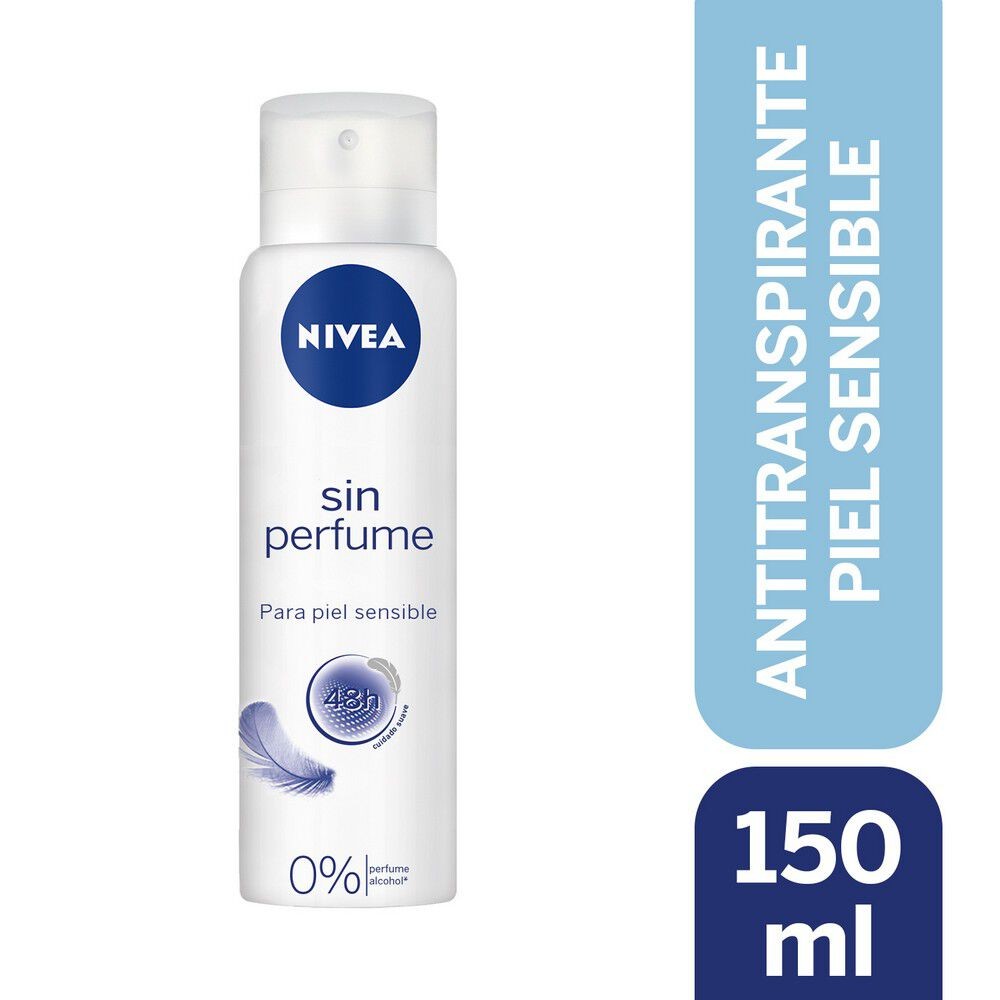 NIVEA
sin
perfume
Para piel sensible
48h
cuidado suave
0%
perfume
alcohol*
ANTITRANSPIRANTE
PIEL SENSIBLE
150
ml